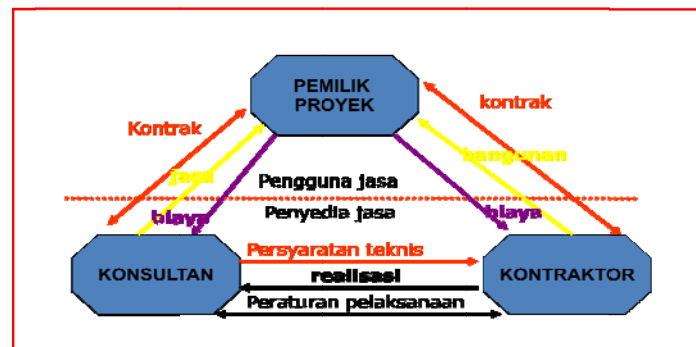 PEMILIK
PROYEK
Kontrak
kontrak
jasa
bangunan
Pengguna jasa
Penyedia jasa
biaya
biaya
Persyaratan teknis
KONSULTAN
realisasi
KONTRAKTOR
Peraturan pelaksanaan